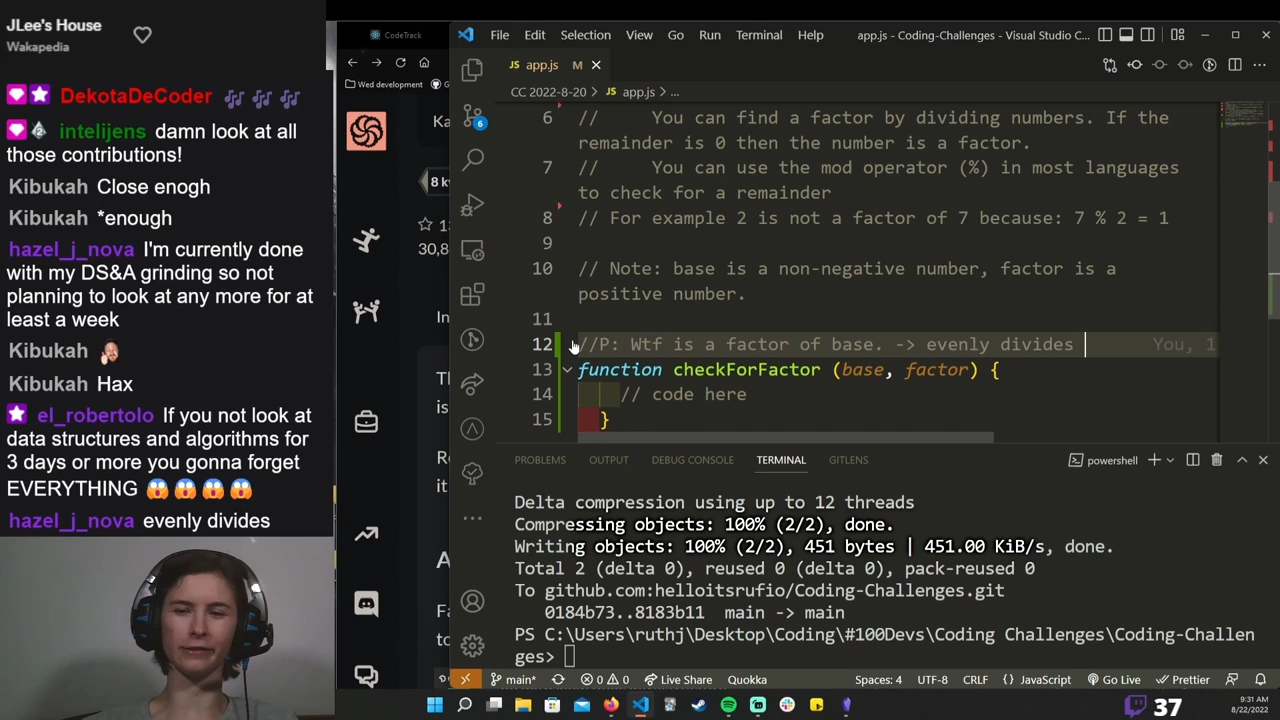 JLee's House
Wakapedia
DekotaDeCoder
intelijens damn look at all
those contributions!
Kibukah Close enogh
Kibukah *enough
hazel_j_nova I'm currently done
with my DS&A grinding so not
planning to look at any more for at
least a week
Kibukah
Kibukah Hax
el_robertolo If you not look at
data structures and algorithms for
3 days or more you gonna forget
EVERYTHING 😱😱😱😱
hazel_j_nova evenly divides
CodeTrack
Wed development
8 ky
30,8
File Edit Selection View Go Run Terminal Help
app.js - Coding-Challenges - Visual Studio C...
app.js M
CC 2022-8-20 > app.js > ...
6 // You can find a factor by dividing numbers. If the
remainder is 0 then the number is a factor.
7 // You can use the mod operator (%) in most languages
to check for a remainder
8 // For example 2 is not a factor of 7 because: 7 % 2 = 1
9
10 // Note: base is a non-negative number, factor is a
positive number.
11
12 //P: Wtf is a factor of base. -> evenly divides You, 1
13 function checkForFactor (base, factor) {
14 // code here
15 }
6
PROBLEMS OUTPUT DEBUG CONSOLE TERMINAL GITLENS
powershell
Delta compression using up to 12 threads
Compressing objects: 100% (2/2), done.
Writing objects: 100% (2/2), 451 bytes | 451.00 KiB/s, done.
Total 2 (delta 0), reused 0 (delta 0), pack-reused 0
To github.com:helloitsrufio/Coding-Challenges.git
0184b73..8183b11 main -> main
PS C:\Users\ruthj\Desktop\Coding\#100Devs\Coding Challenges\Coding-Challen
ges>
main* 0 0 Live Share Quokka
Spaces: 4 UTF-8 CRLF JavaScript Go Live Prettier
37
9:31 AM
8/22/2022